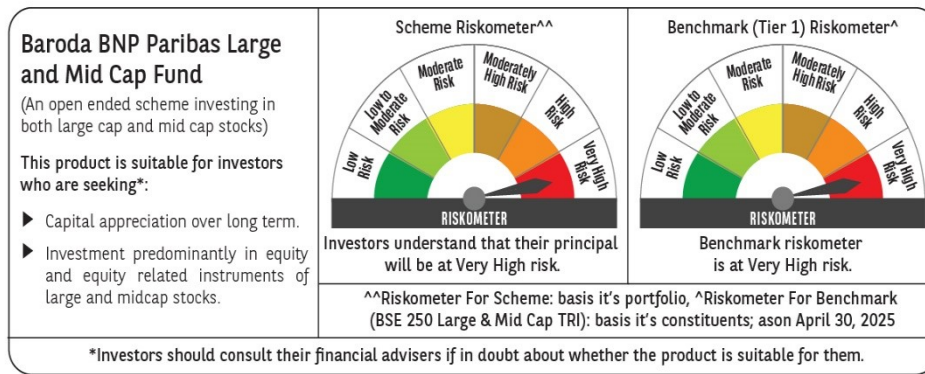 Baroda BNP Paribas Large
and Mid Cap Fund
(An open ended scheme investing in
both large cap and mid cap stocks)
This product is suitable for investors
who are seeking*:
Capital appreciation over long term.
Investment predominantly in equity
and equity related instruments of
large and midcap stocks.
Scheme Riskometer^^
Low
Risk
Low to
Moderate
Risk
Moderate
Risk
Moderately
High Risk
High
Risk
Very High
Risk
RISKOMETER
Investors understand that their principal
will be at Very High risk.
Benchmark (Tier 1) Riskometer^
Low
Risk
Low to
Moderate
Risk
Moderate
Risk
Moderately
High Risk
High
Risk
Very High
Risk
RISKOMETER
Benchmark riskometer
is at Very High risk.
^^Riskometer For Scheme: basis it's portfolio, ^Riskometer For Benchmark
(BSE 250 Large & Mid Cap TRI): basis it's constituents; ason April 30, 2025
*Investors should consult their financial advisers if in doubt about whether the product is suitable for them.